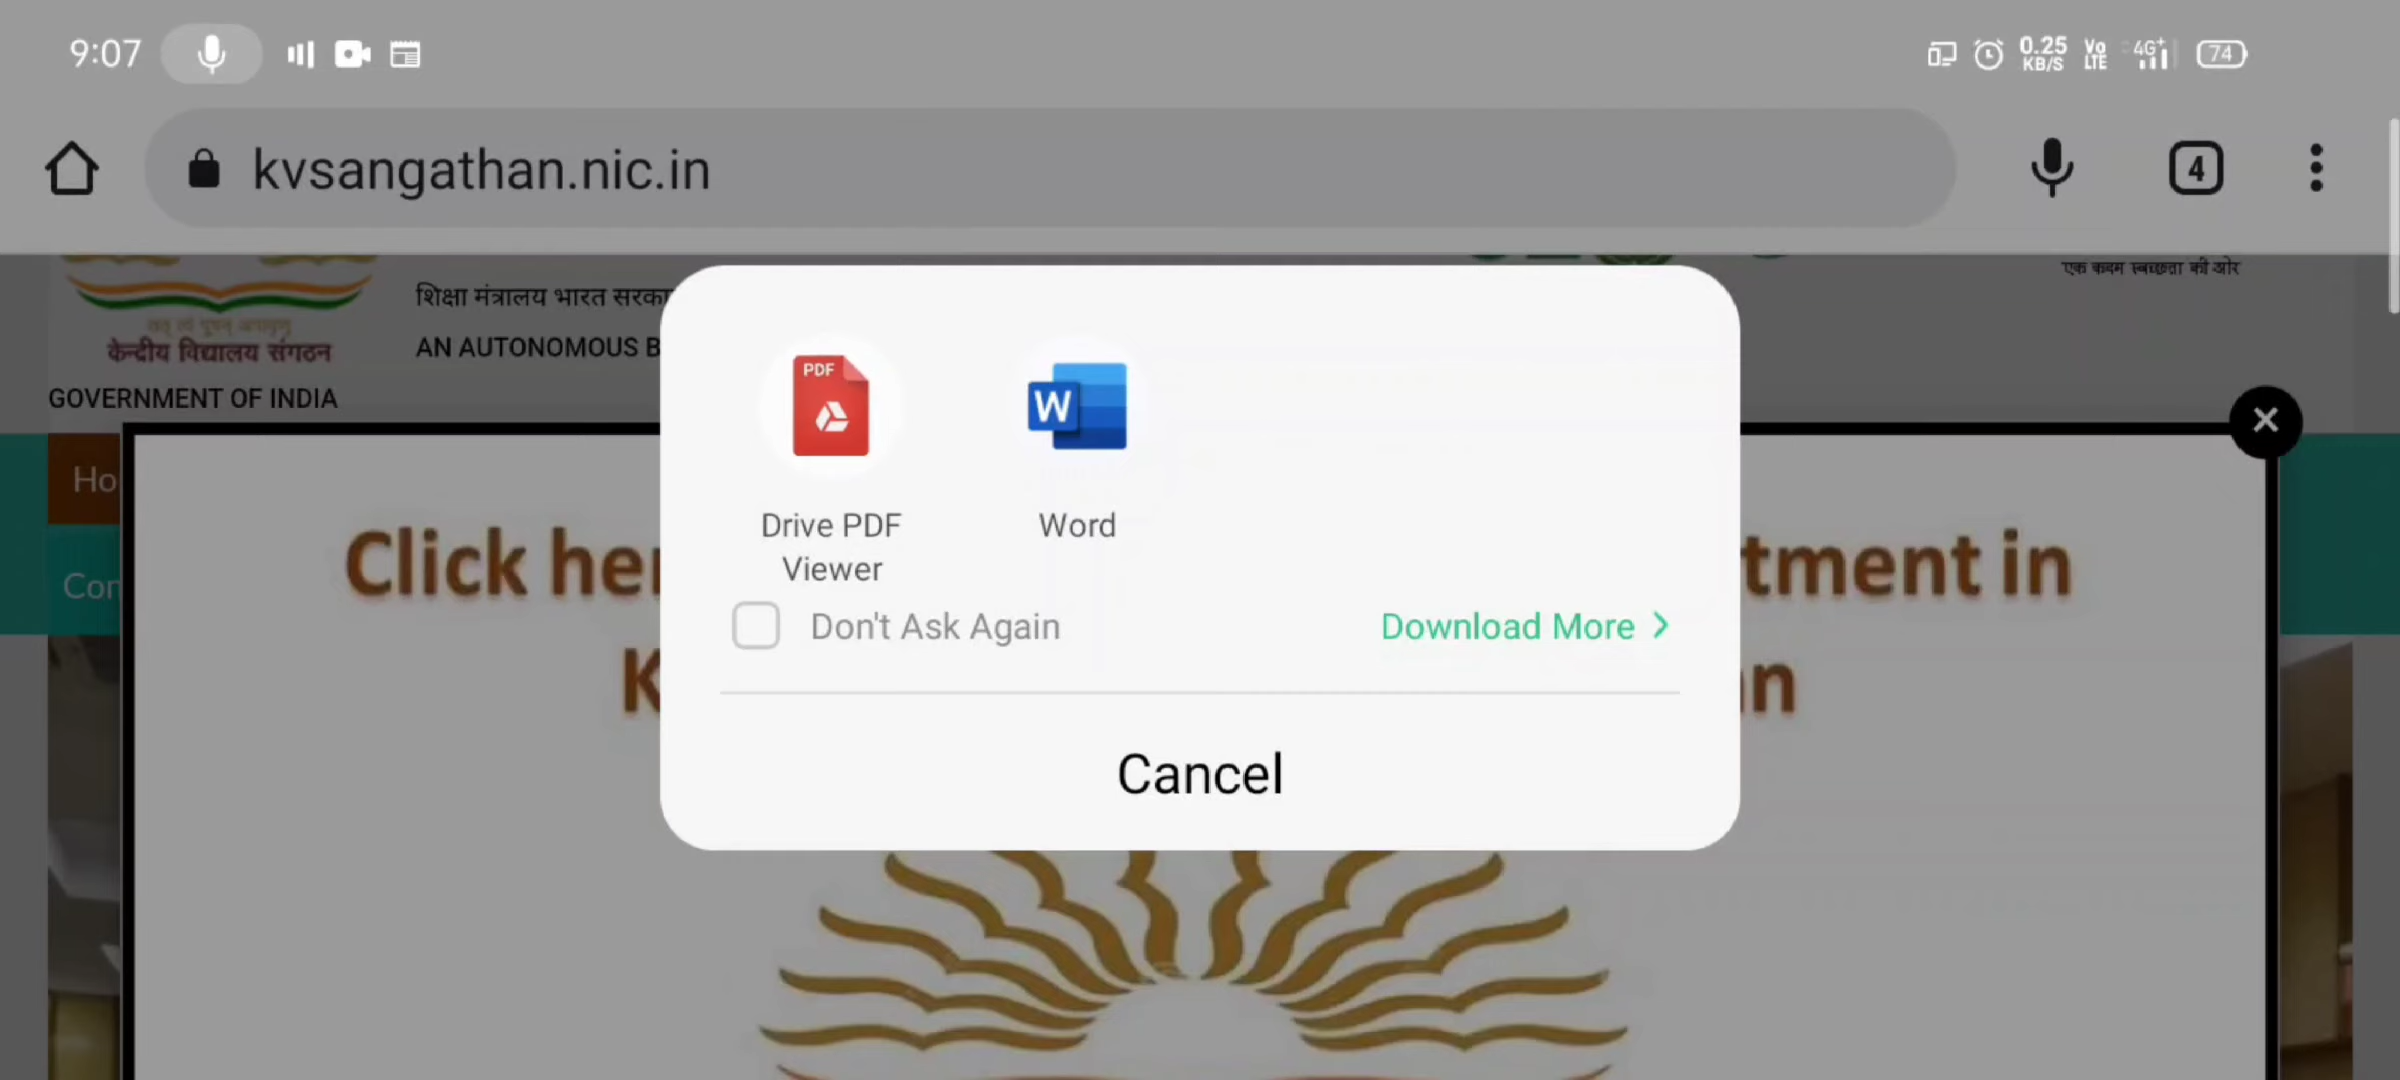 9:07
0.25 KB/S Vo LTE 4G+ 74
kvsangathan.nic.in
4
एक कदम स्वच्छता की ओर
शिक्षा मंत्रालय भारत सरका
केन्द्रीय विद्यालय संगठन
AN AUTONOMOUS B
GOVERNMENT OF INDIA
PDF
W
Drive PDF Viewer
Word
Ho
Click her
tment in
Con
Don't Ask Again
Download More
K
n
Cancel